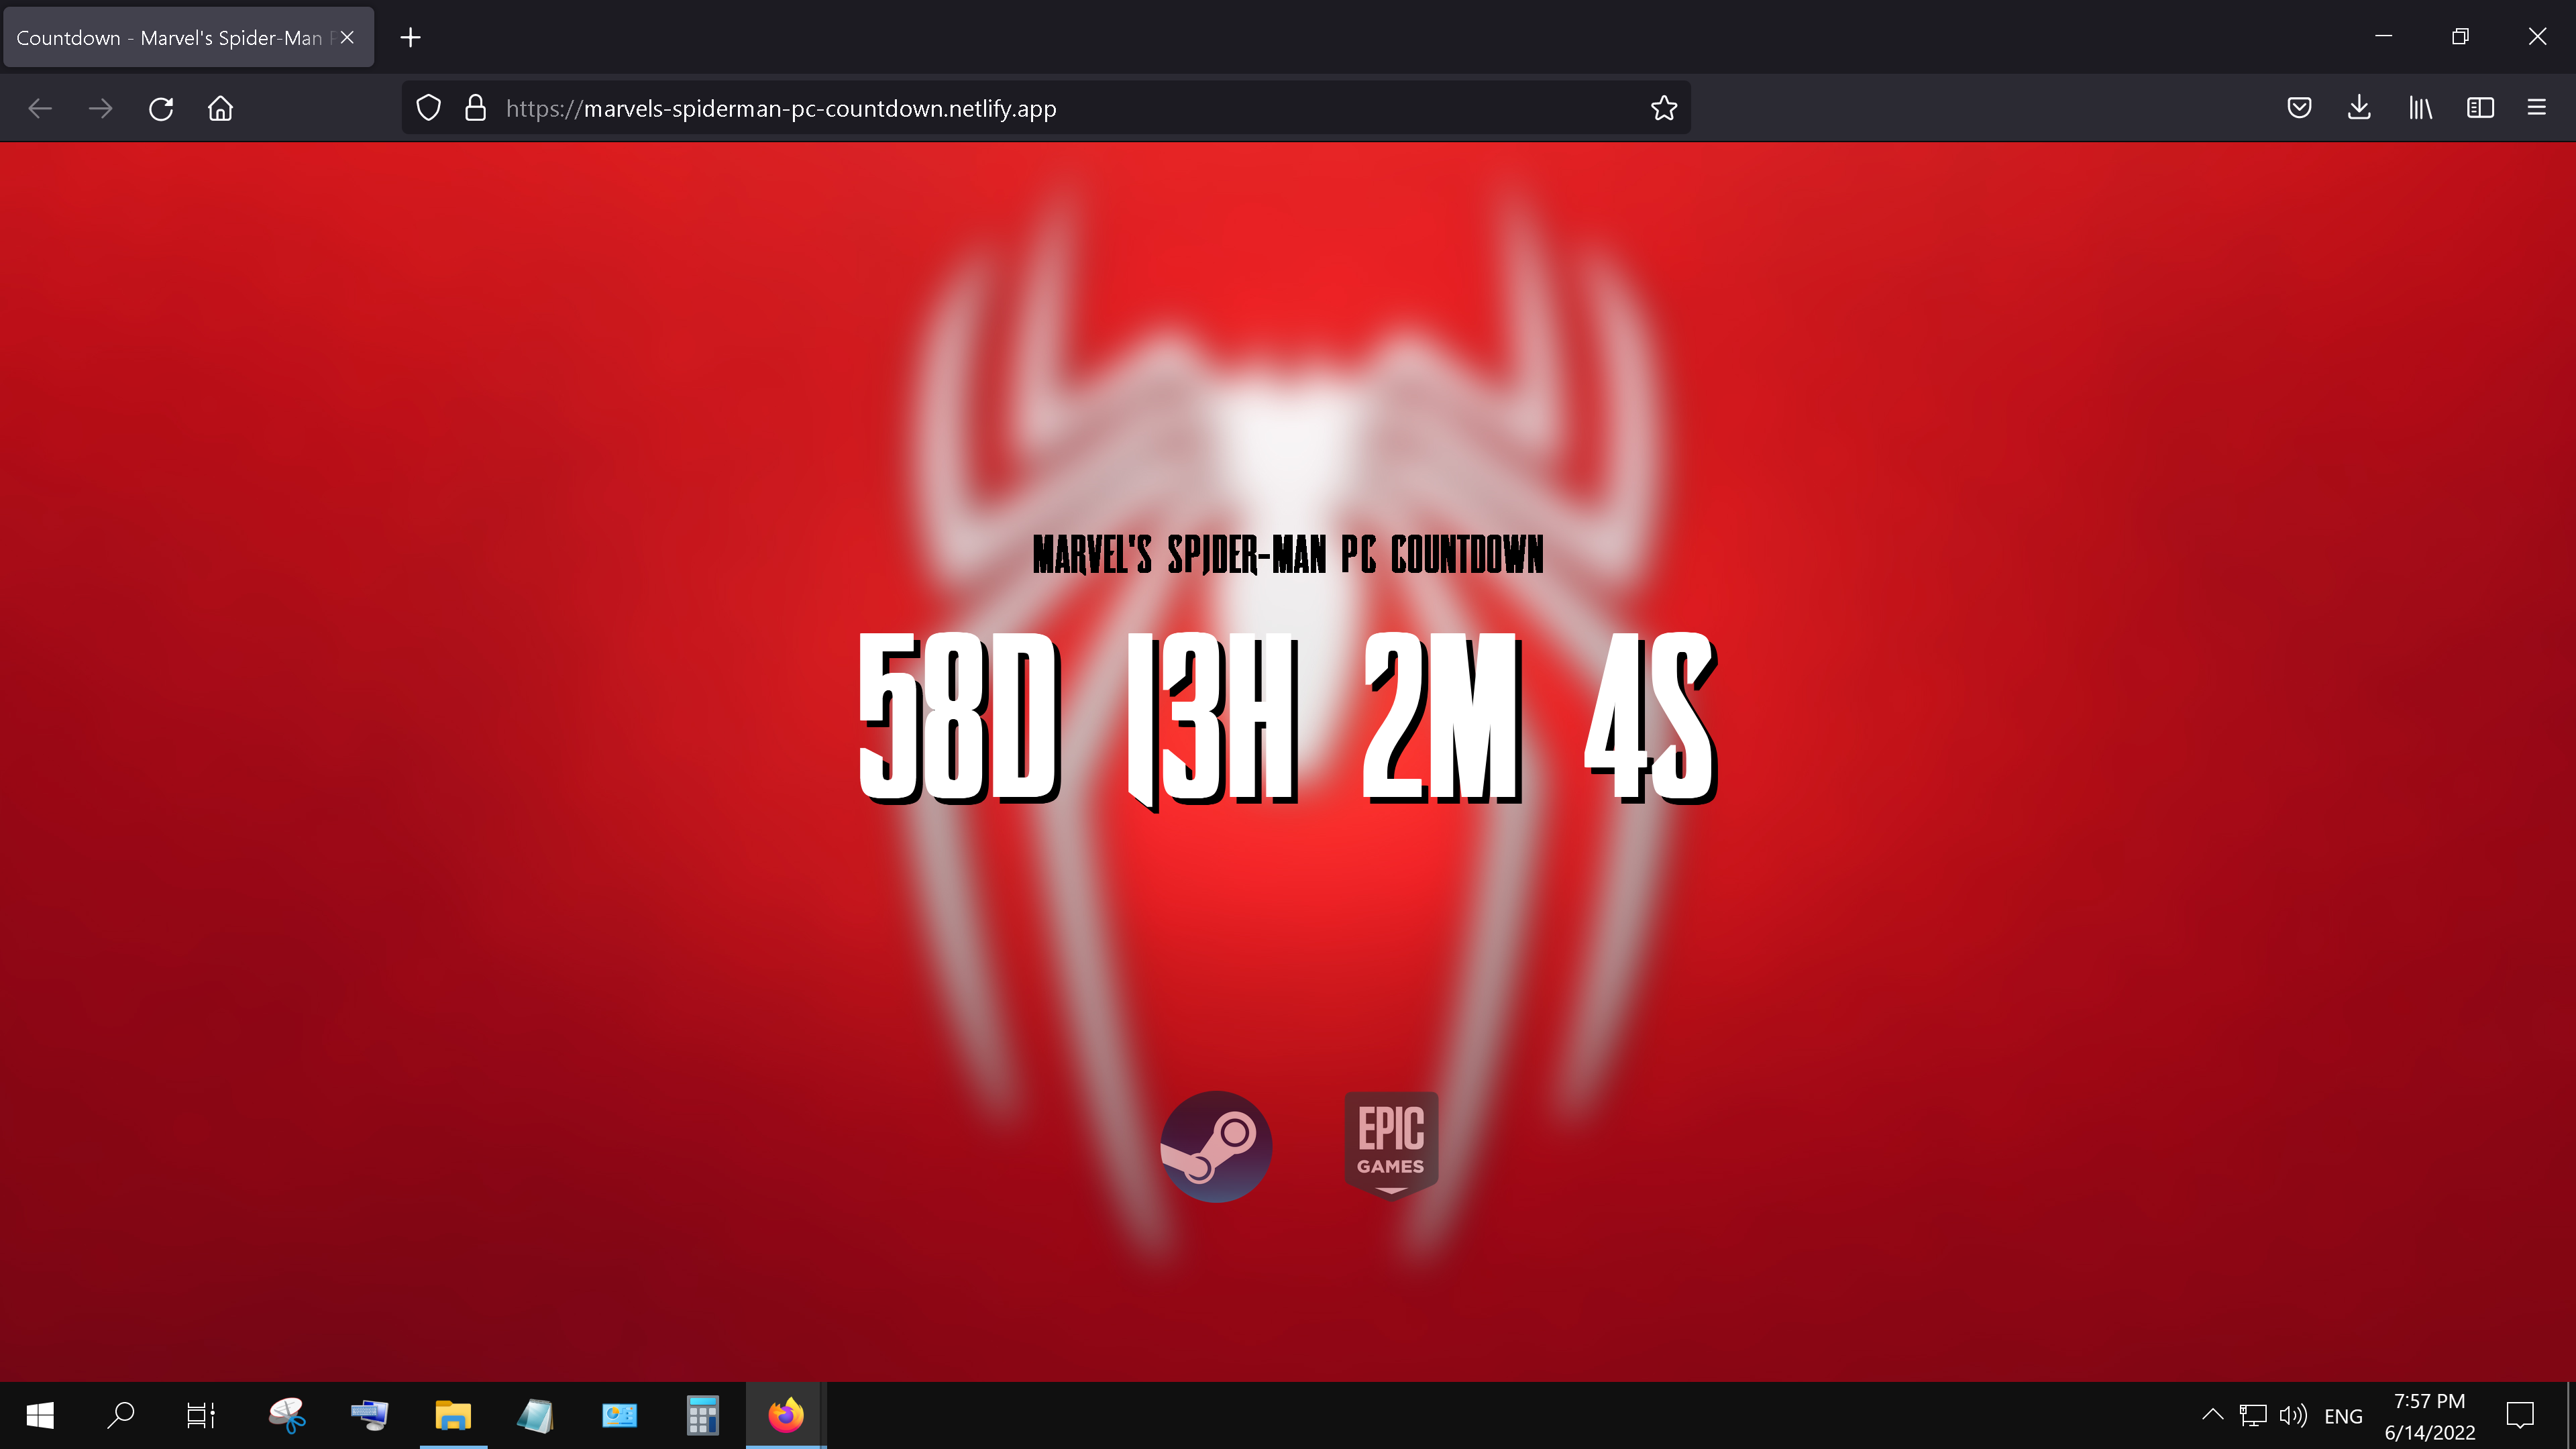 Countdown - Marvel's Spider-Man
https://marvels-spiderman-pc-countdown.netlify.app
MARVEL'S SPIDER-MAN PC COUNTDOWN
58D 13H 2M 4S
EPIC
GAMES
ENG
7:57 PM
6/14/2022